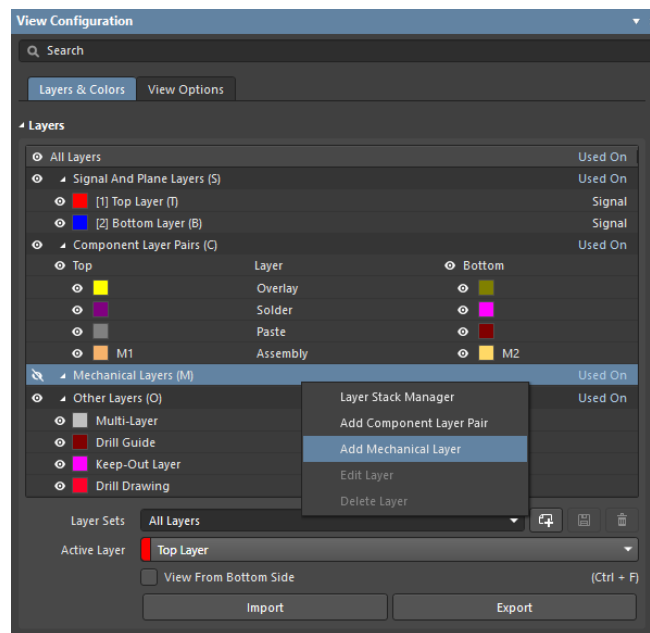 View Configuration
Search
Layers & Colors View Options
Layers
All Layers Used On
Signal And Plane Layers (S) Used On
[1] Top Layer (T) Signal
[2] Bottom Layer (B) Signal
Component Layer Pairs (C) Used On
Top Layer Bottom
Overlay
Solder
Paste
M1 Assembly M2
Mechanical Layers (M) Used On
Other Layers (O) Used On
Multi-Layer
Drill Guide
Keep-Out Layer
Drill Drawing
Layer Stack Manager
Add Component Layer Pair
Add Mechanical Layer
Edit Layer
Delete Layer
Layer Sets All Layers
Active Layer Top Layer
View From Bottom Side (Ctrl + F)
Import Export